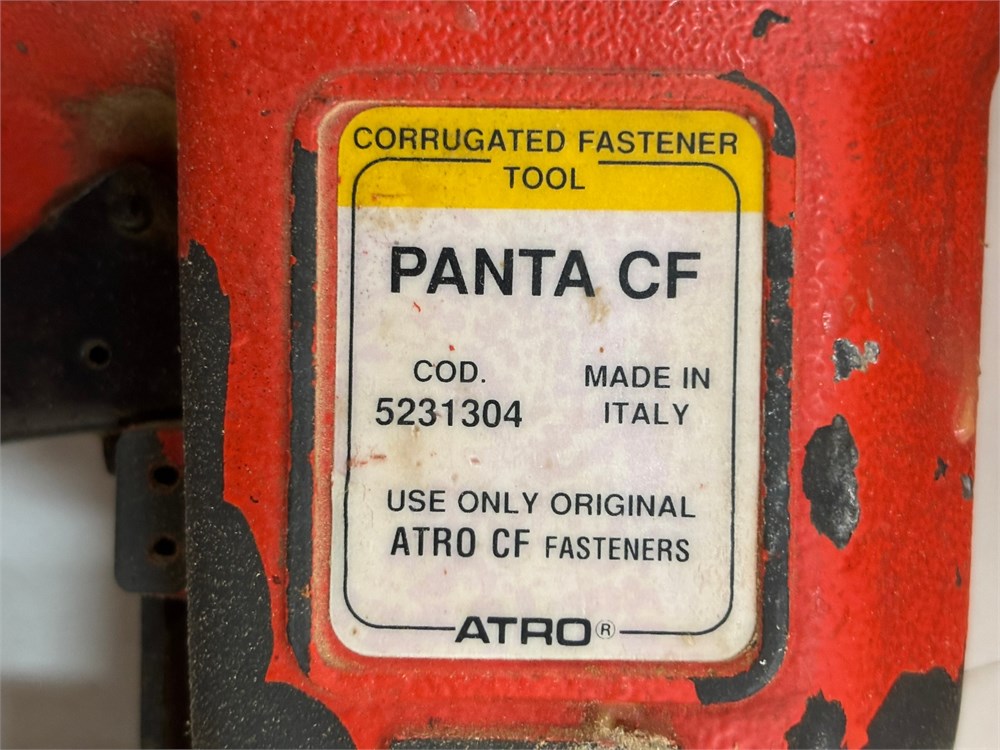 CORRUGATED FASTENER
TOOL
PANTA CF
COD.
5231304
MADE IN
ITALY
USE ONLY ORIGINAL
ATRO CF FASTENERS
ATRO®